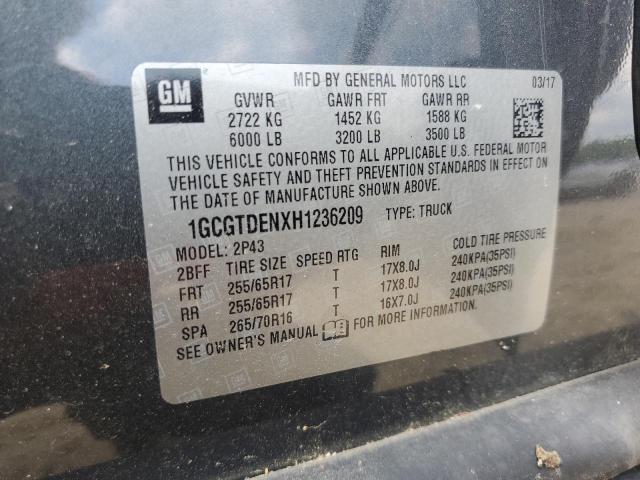 GM
MFD BY GENERAL MOTORS LLC 03/17
GVWR GAWR FRT GAWR RR
2722 KG 1452 KG 1588 KG
6000 LB 3200 LB 3500 LB
THIS VEHICLE CONFORMS TO ALL APPLICABLE U.S. FEDERAL MOTOR
VEHICLE SAFETY AND THEFT PREVENTION STANDARDS IN EFFECT ON
THE DATE OF MANUFACTURE SHOWN ABOVE.
1GCGTDENXH1236209 TYPE: TRUCK
MODEL: 2P43
2BFF TIRE SIZE SPEED RTG RIM COLD TIRE PRESSURE
FRT 255/65R17 T 17X8.0J 240KPA(35PSI)
RR 255/65R17 T 17X8.0J 240KPA(35PSI)
SPA 265/70R16 T 16X7.0J 240KPA(35PSI)
SEE OWNER'S MANUAL FOR MORE INFORMATION.